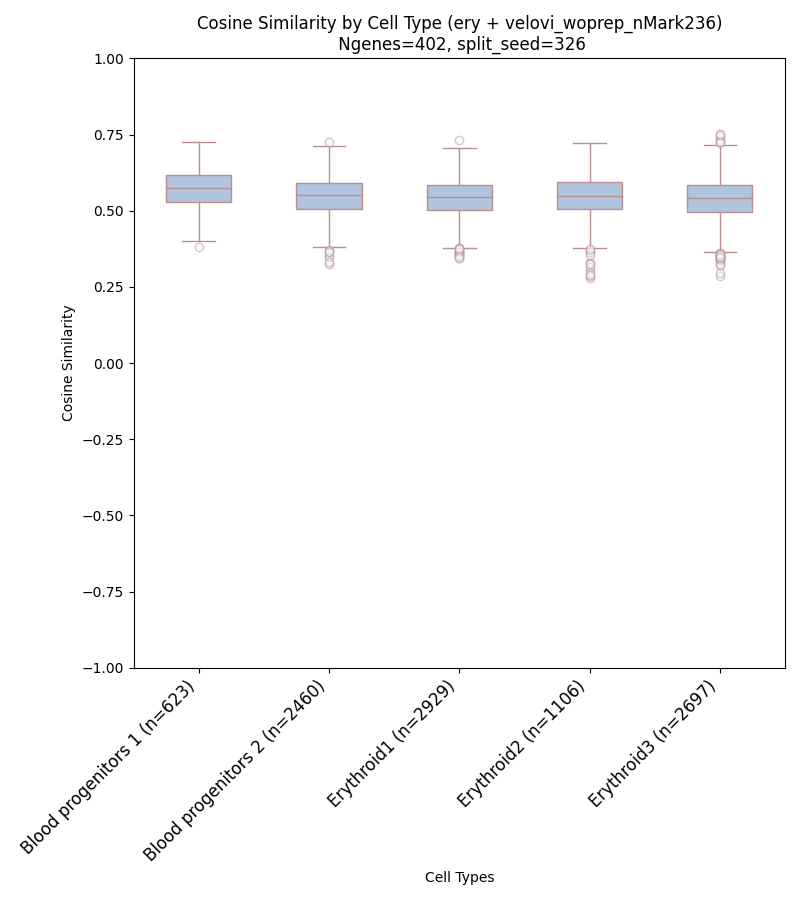 Cosine Similarity by Cell Type (ery + velovi_woprep_nMark236)
Ngenes=402, split_seed=326
1.00
0.75
0.50
0.25
0.00
−0.25
−0.50
−0.75
−1.00
Cosine Similarity
Blood progenitors 1 (n=623)
Blood progenitors 2 (n=2460)
Erythroid1 (n=2929)
Erythroid2 (n=1106)
Erythroid3 (n=2697)
Cell Types